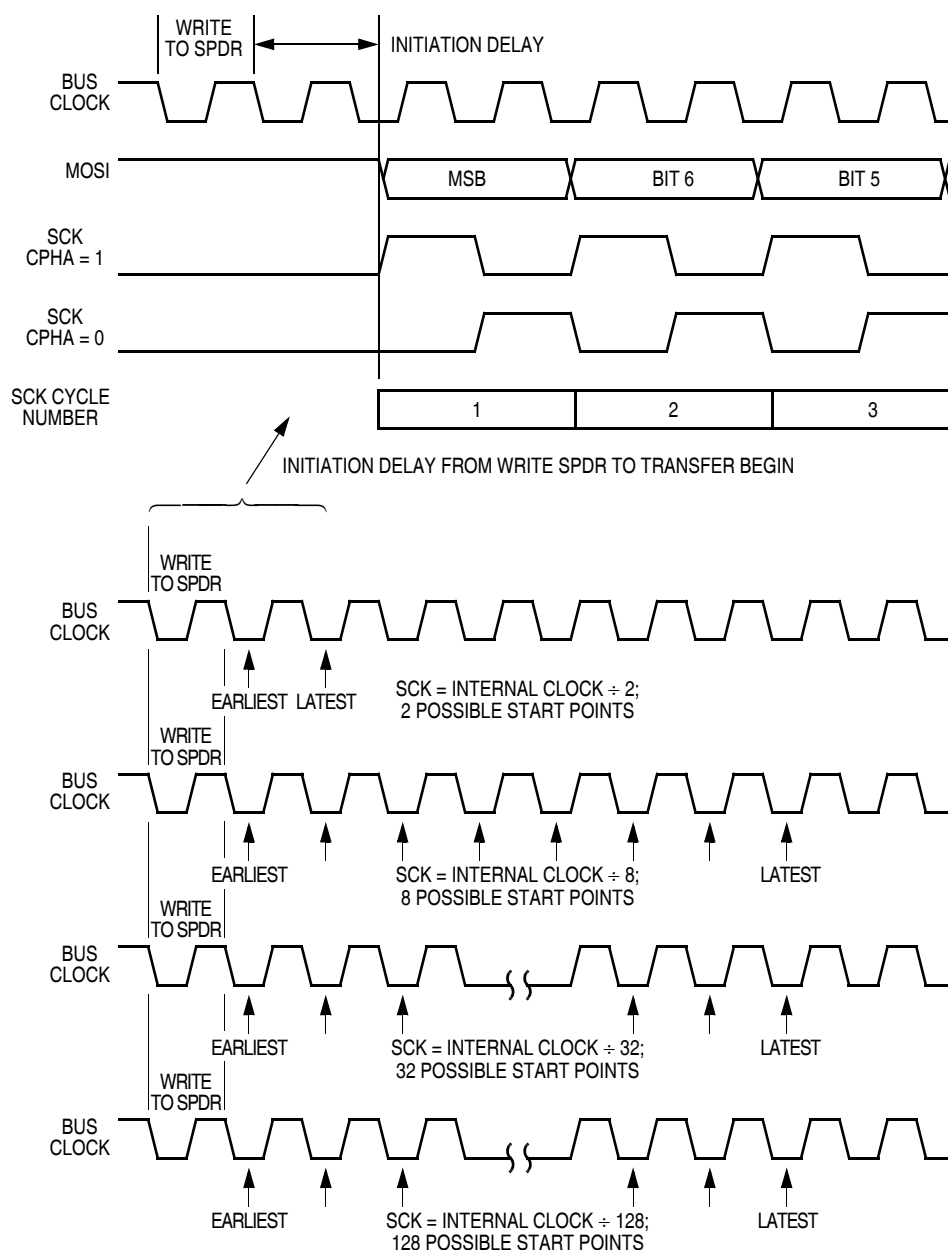 WRITE
TO SPDR
INITIATION DELAY
BUS
CLOCK
MOSI
MSB
BIT 6
BIT 5
SCK
CPHA = 1
SCK
CPHA = 0
SCK CYCLE
NUMBER
1
2
3
INITIATION DELAY FROM WRITE SPDR TO TRANSFER BEGIN
WRITE
TO SPDR
BUS
CLOCK
EARLIEST
LATEST
SCK = INTERNAL CLOCK ÷ 2;
2 POSSIBLE START POINTS
WRITE
TO SPDR
BUS
CLOCK
EARLIEST
SCK = INTERNAL CLOCK ÷ 8;
8 POSSIBLE START POINTS
LATEST
WRITE
TO SPDR
BUS
CLOCK
EARLIEST
SCK = INTERNAL CLOCK ÷ 32;
32 POSSIBLE START POINTS
LATEST
WRITE
TO SPDR
BUS
CLOCK
EARLIEST
SCK = INTERNAL CLOCK ÷ 128;
128 POSSIBLE START POINTS
LATEST